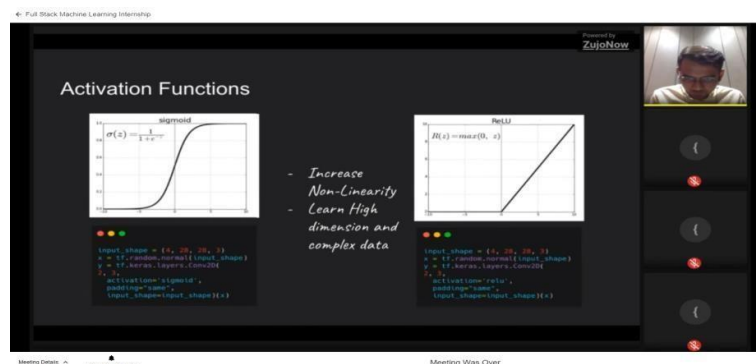 ← Full Stack Machine Learning Internship
Powered by
ZujoNow
Activation Functions
sigmoid
σ(z) = 1 / 1 + e⁻ᶻ
- Increase
Non-Linearity
- Learn High
dimension and
complex data
ReLU
R(z) = max(0, z)
input_shape = (4, 28, 28, 3)
x = tf.random.normal(input_shape)
y = tf.keras.layers.Conv2D(
2, 3,
activation='sigmoid',
padding="same",
input_shape=input_shape)(x)
input_shape = (4, 28, 28, 3)
x = tf.random.normal(input_shape)
y = tf.keras.layers.Conv2D(
2, 3,
activation='relu',
padding="same",
input_shape=input_shape)(x)
{
{
{
Meeting Details
Meeting Was Over